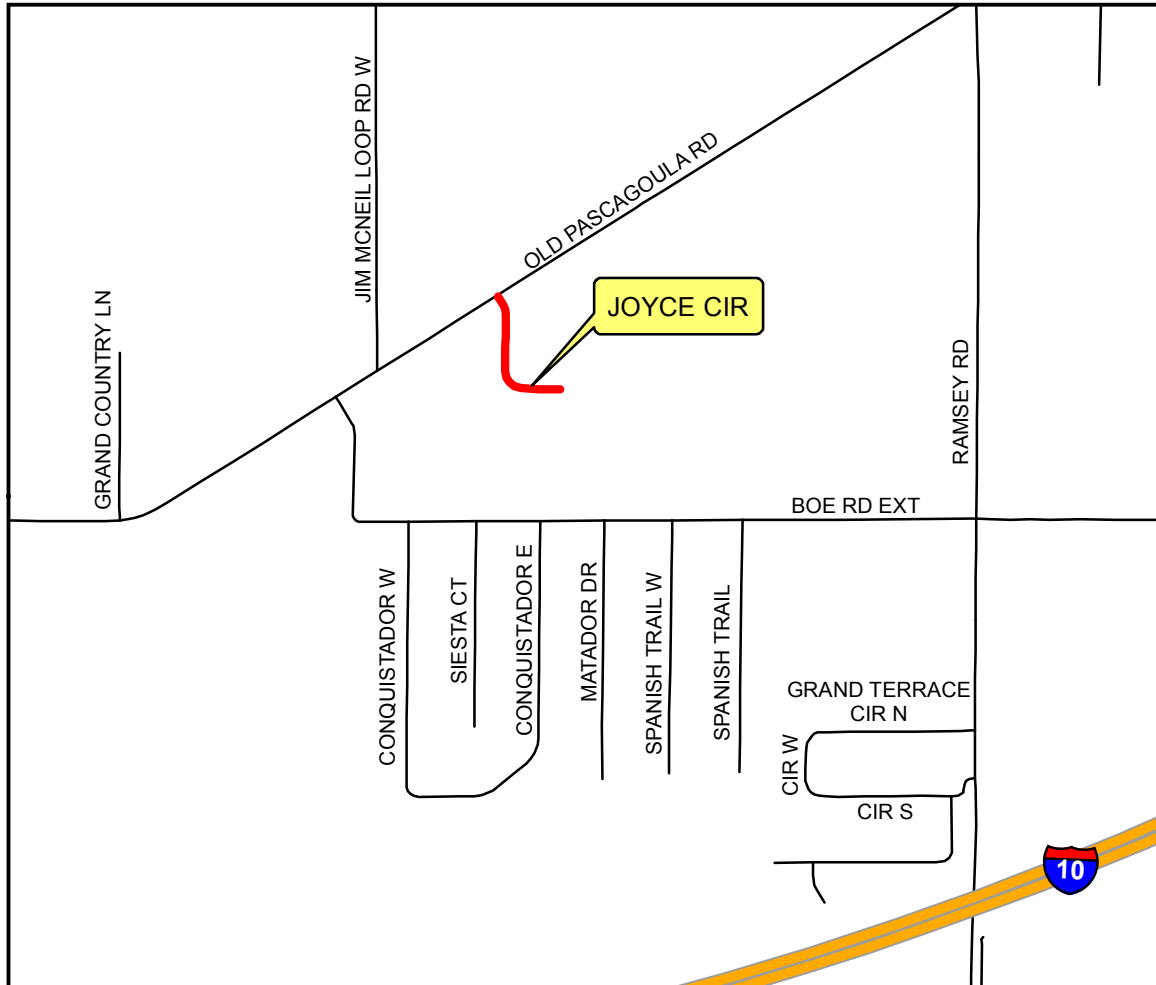 JIM MCNEIL LOOP RD W
OLD PASCAGOULA RD
JOYCE CIR
GRAND COUNTRY LN
RAMSEY RD
BOE RD EXT
CONQUISTADOR W
SIESTA CT
CONQUISTADOR E
MATADOR DR
SPANISH TRAIL W
SPANISH TRAIL
GRAND TERRACE
CIR N
CIR W
CIR S
10